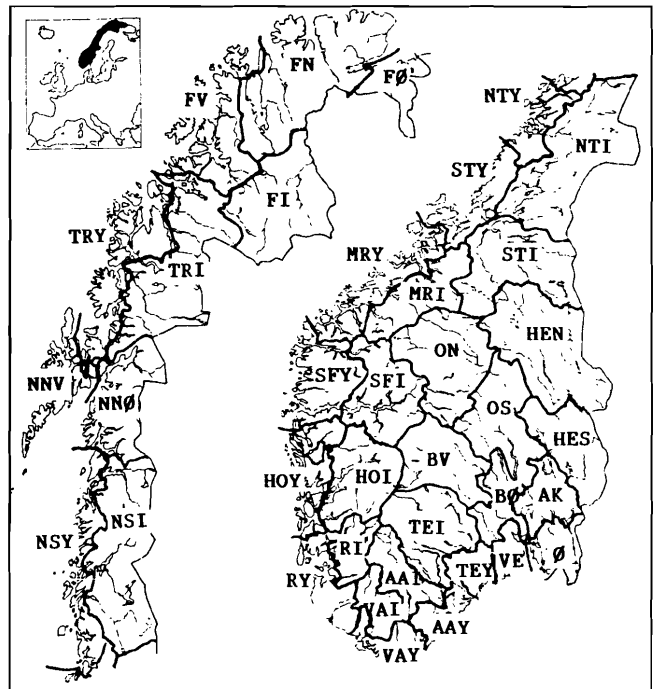 FN
FØ
FV
FI
TRY
TRI
NNV
NNØ
NSI
NSY
NTY
NTI
STY
STI
MRY
MRI
HEN
ON
SFY
SFI
OS
HES
BV
HOY
HOI
BØ
AK
TEI
RI
VE
Ø
RY
AAI
TEY
VAI
AAY
VAY